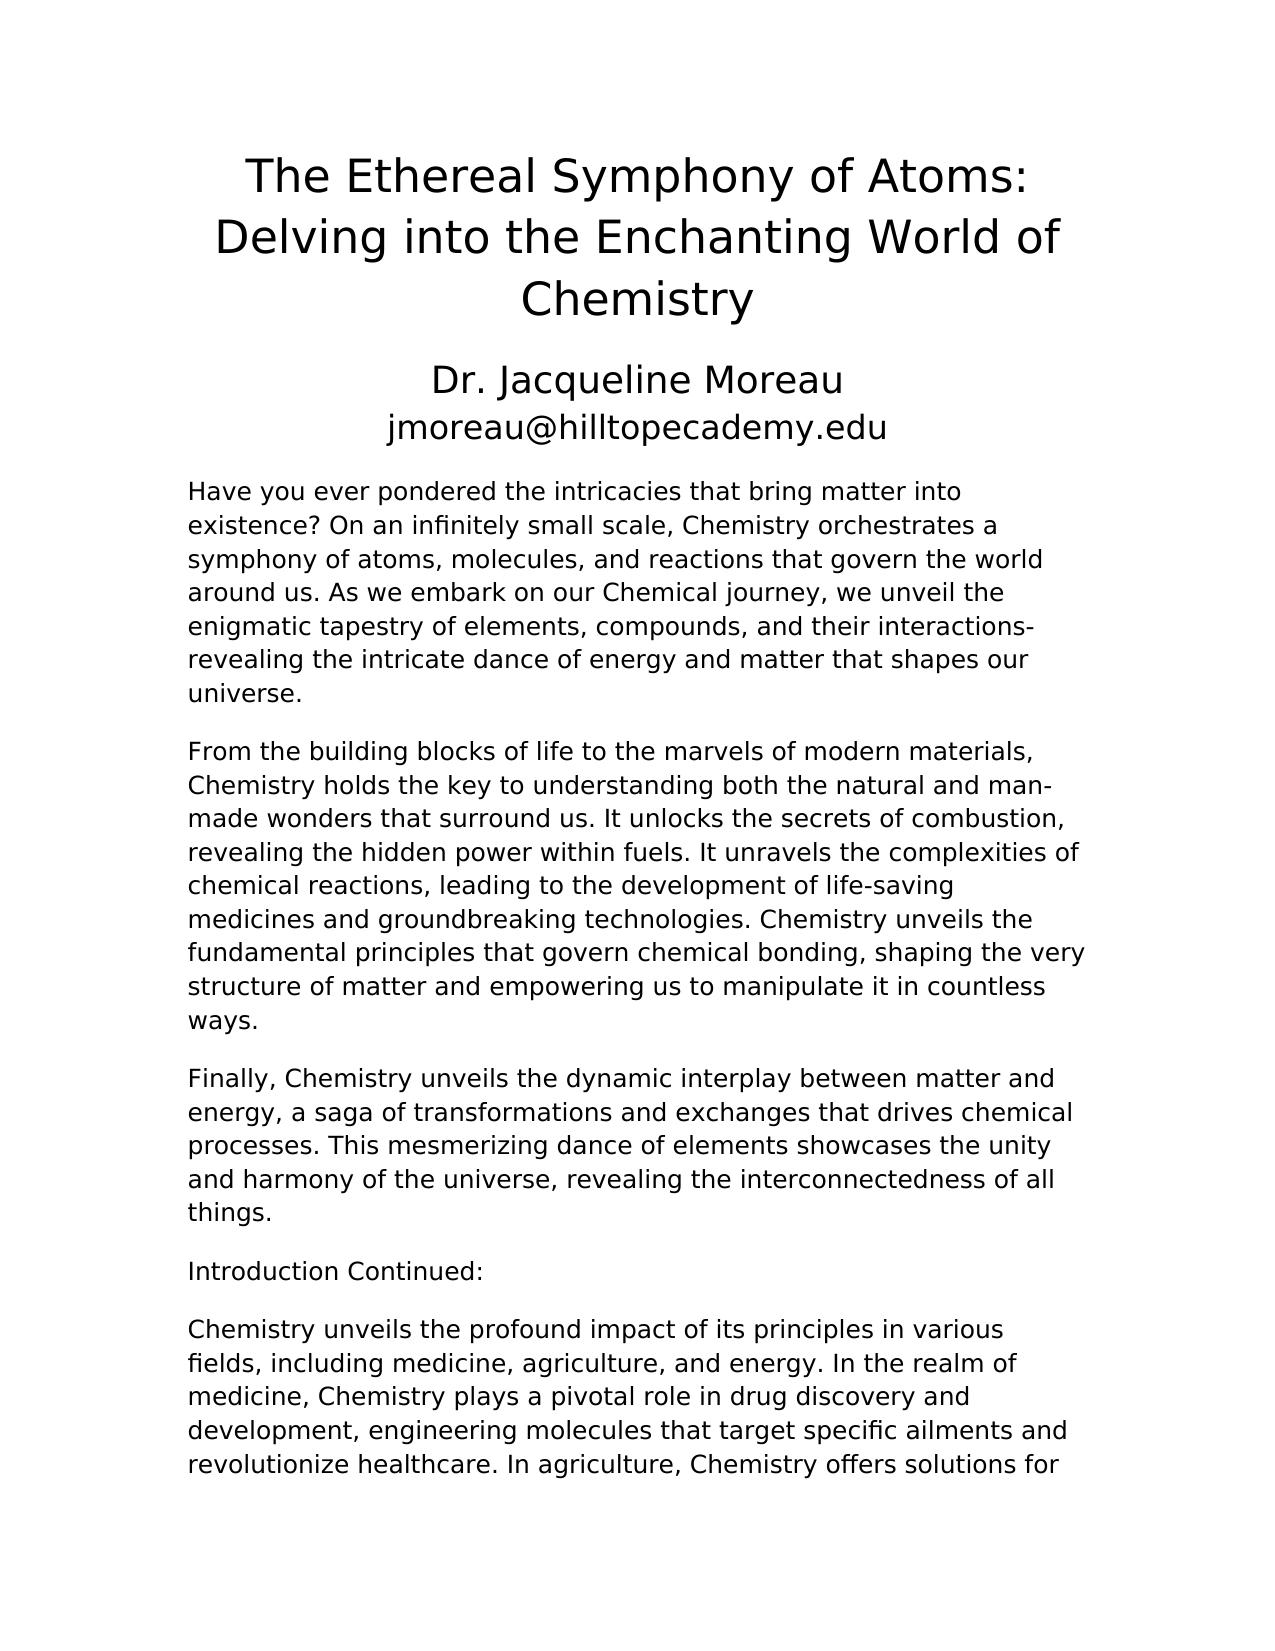 The Ethereal Symphony of Atoms:
Delving into the Enchanting World of
Chemistry
Dr. Jacqueline Moreau
jmoreau@hilltopecademy.edu
Have you ever pondered the intricacies that bring matter into
existence? On an infinitely small scale, Chemistry orchestrates a
symphony of atoms, molecules, and reactions that govern the world
around us. As we embark on our Chemical journey, we unveil the
enigmatic tapestry of elements, compounds, and their interactions-
revealing the intricate dance of energy and matter that shapes our
universe.
From the building blocks of life to the marvels of modern materials,
Chemistry holds the key to understanding both the natural and man-
made wonders that surround us. It unlocks the secrets of combustion,
revealing the hidden power within fuels. It unravels the complexities of
chemical reactions, leading to the development of life-saving
medicines and groundbreaking technologies. Chemistry unveils the
fundamental principles that govern chemical bonding, shaping the very
structure of matter and empowering us to manipulate it in countless
ways.
Finally, Chemistry unveils the dynamic interplay between matter and
energy, a saga of transformations and exchanges that drives chemical
processes. This mesmerizing dance of elements showcases the unity
and harmony of the universe, revealing the interconnectedness of all
things.
Introduction Continued:
Chemistry unveils the profound impact of its principles in various
fields, including medicine, agriculture, and energy. In the realm of
medicine, Chemistry plays a pivotal role in drug discovery and
development, engineering molecules that target specific ailments and
revolutionize healthcare. In agriculture, Chemistry offers solutions for